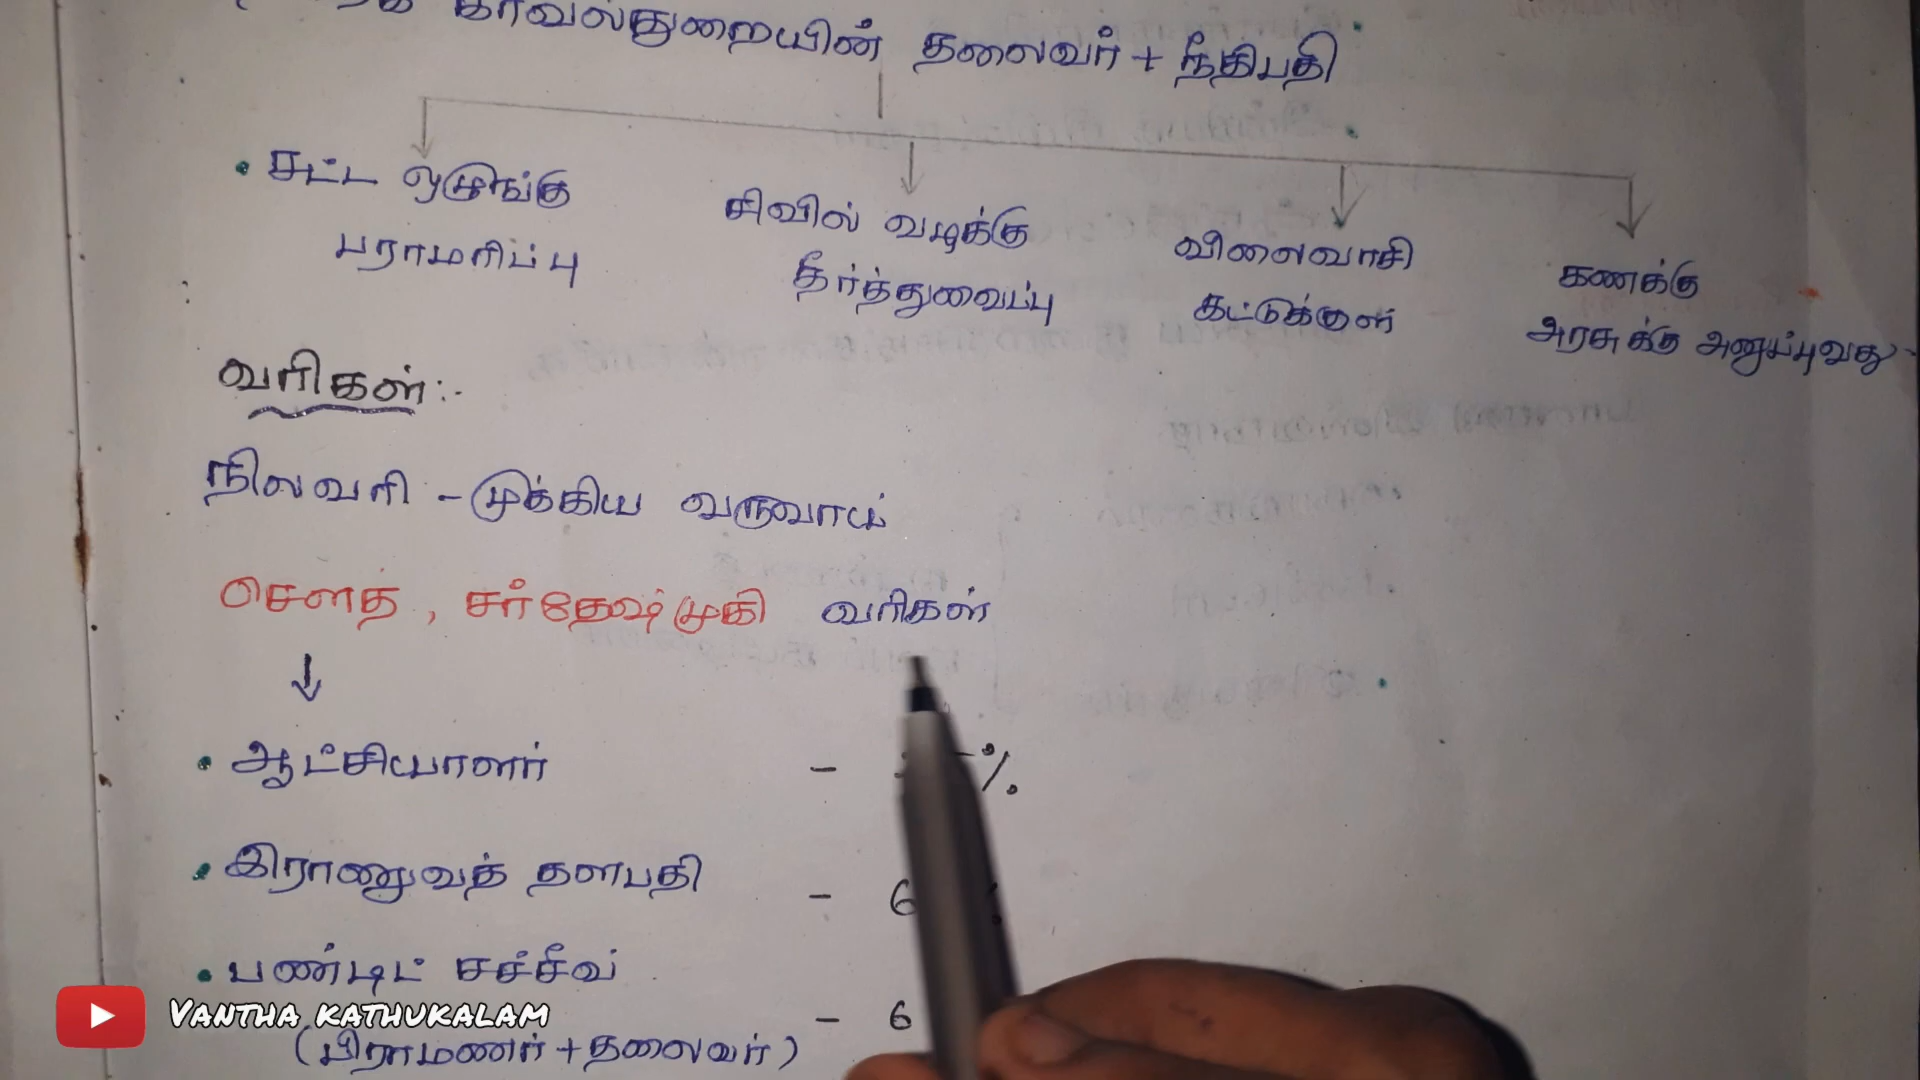 காவல்துறையின் தலைவர் + நீதிபதி
• சட்ட ஒழுங்கு பராமரிப்பு
சிவில் வழக்கு தீர்த்துவைப்பு
விலைவாசி கட்டுக்குள்
கணக்கு அரசுக்கு அனுப்புவது
வரிகள்:-
நிலவரி - முக்கிய வருவாய்
சௌத், சர்தேஷ்முகி வரிகள்
↓
• ஆட்சியாளர் - %
• இராணுவத் தளபதி - 6
• பண்டிட் சச்சீவ் - 6
(பிராமணர் + தலைவர்)
VANTHA KATHUKALAM